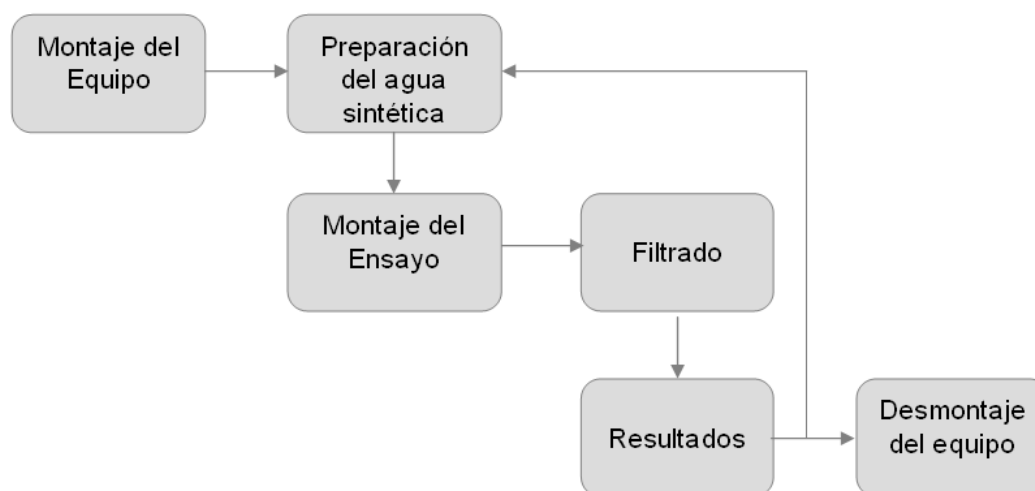 Montaje del
Equipo
Preparación
del agua
sintética
Montaje del
Ensayo
Filtrado
Resultados
Desmontaje
del equipo